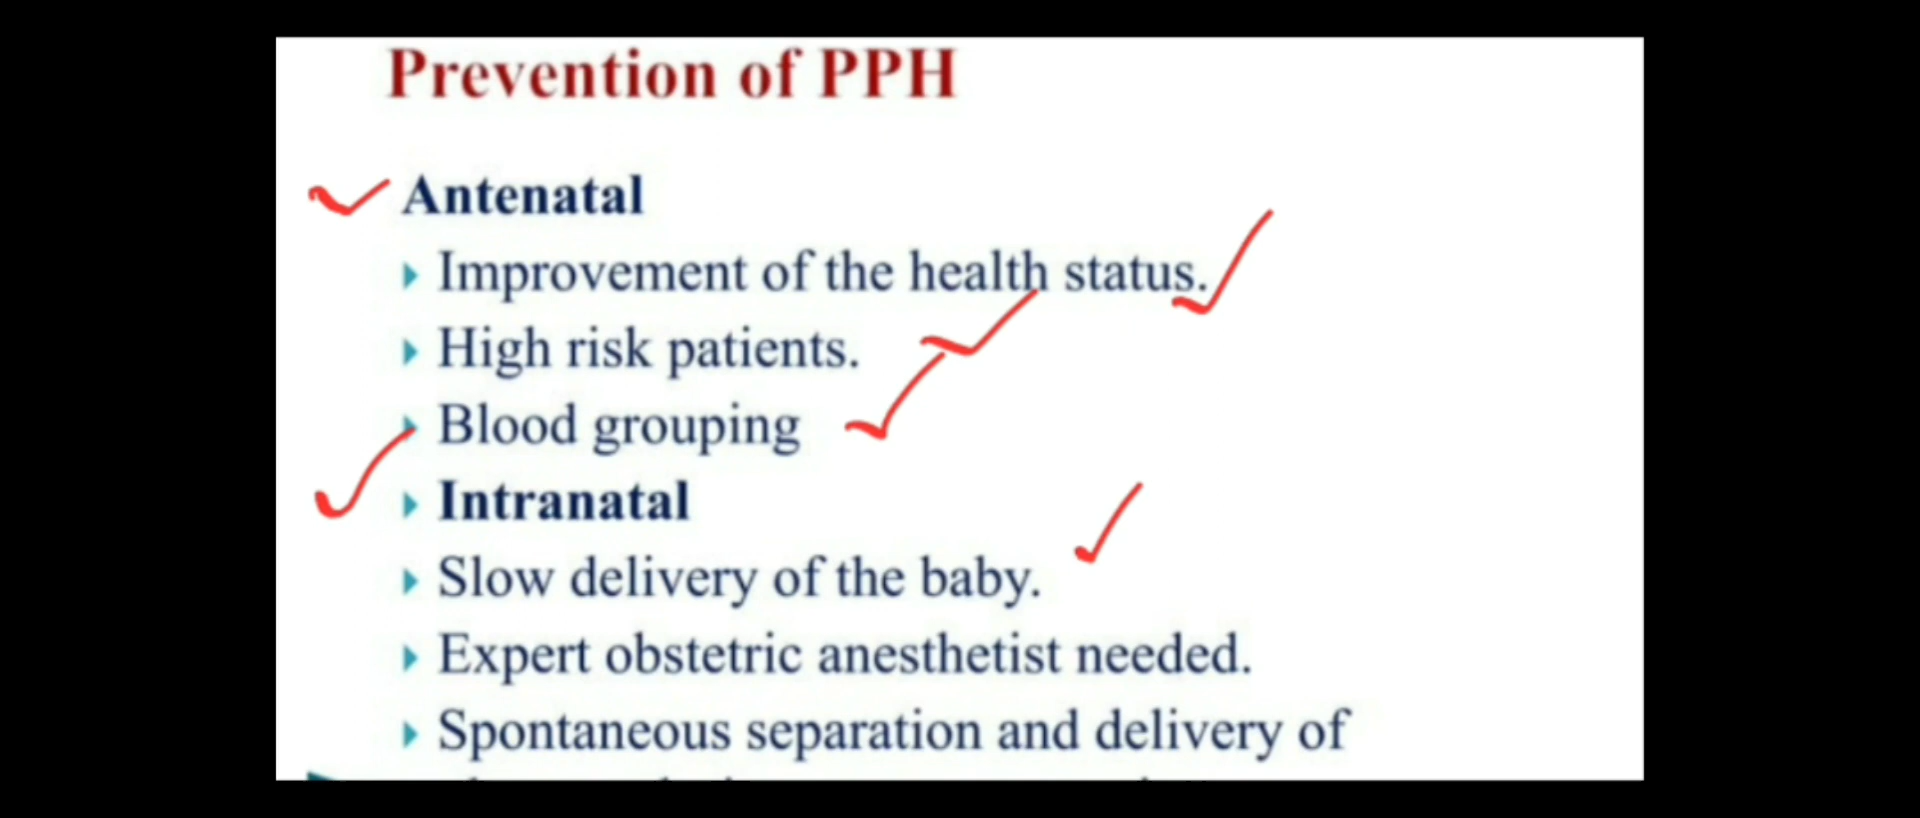 Prevention of PPH
Antenatal
Improvement of the health status.
High risk patients.
Blood grouping
Intranatal
Slow delivery of the baby.
Expert obstetric anesthetist needed.
Spontaneous separation and delivery of